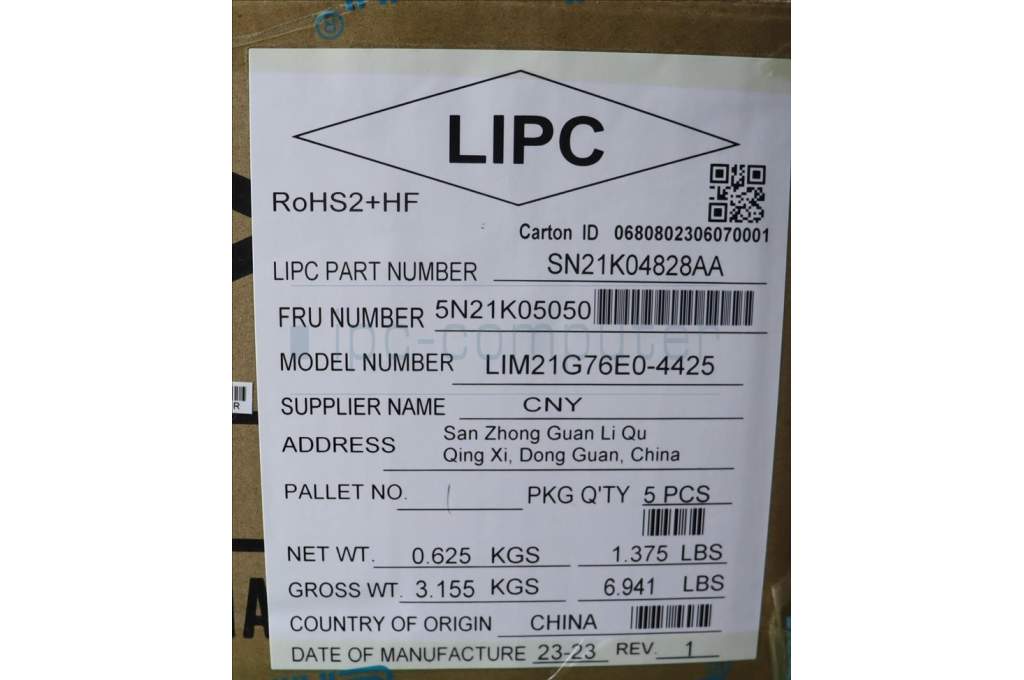 ®
LIPC
RoHS2+HF
Carton ID 0680802306070001
LIPC PART NUMBER SN21K04828AA
FRU NUMBER 5N21K05050
ipc-computer
MODEL NUMBER LIM21G76E0-4425
SUPPLIER NAME CNY
R
ADDRESS San Zhong Guan Li Qu
Qing Xi, Dong Guan, China
PALLET NO. PKG Q'TY 5 PCS
NET WT. 0.625 KGS 1.375 LBS
GROSS WT. 3.155 KGS 6.941 LBS
COUNTRY OF ORIGIN CHINA
DATE OF MANUFACTURE 23-23 REV. 1